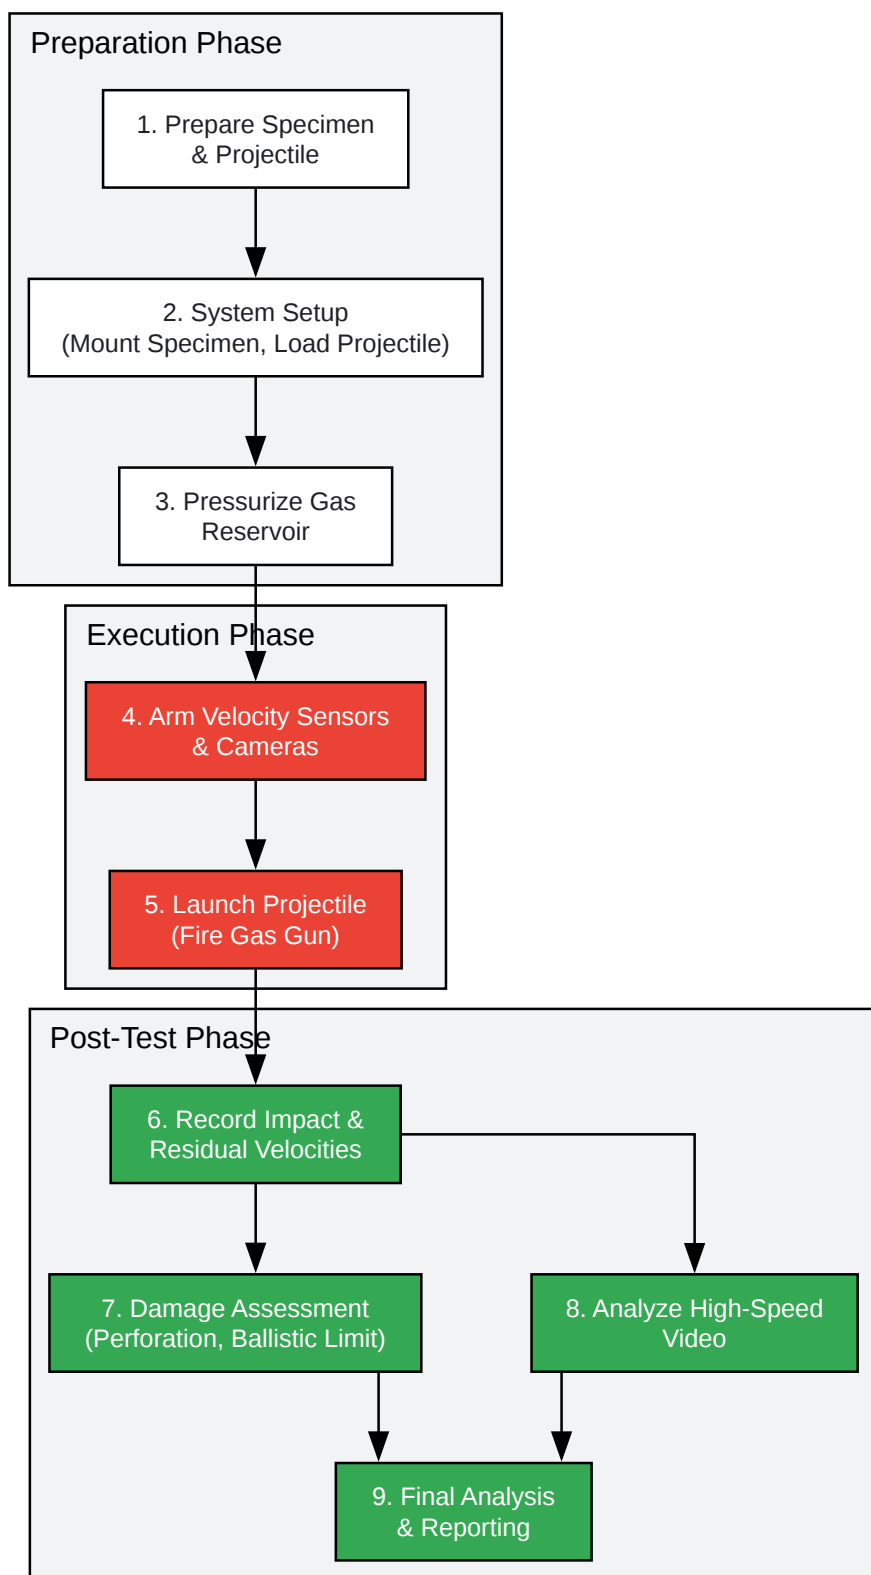 Preparation Phase
1. Prepare Specimen
& Projectile
2. System Setup
(Mount Specimen, Load Projectile)
3. Pressurize Gas
Reservoir
Execution Phase
4. Arm Velocity Sensors
& Cameras
5. Launch Projectile
(Fire Gas Gun)
Post-Test Phase
6. Record Impact &
Residual Velocities
7. Damage Assessment
(Perforation, Ballistic Limit)
8. Analyze High-Speed
Video
9. Final Analysis
& Reporting